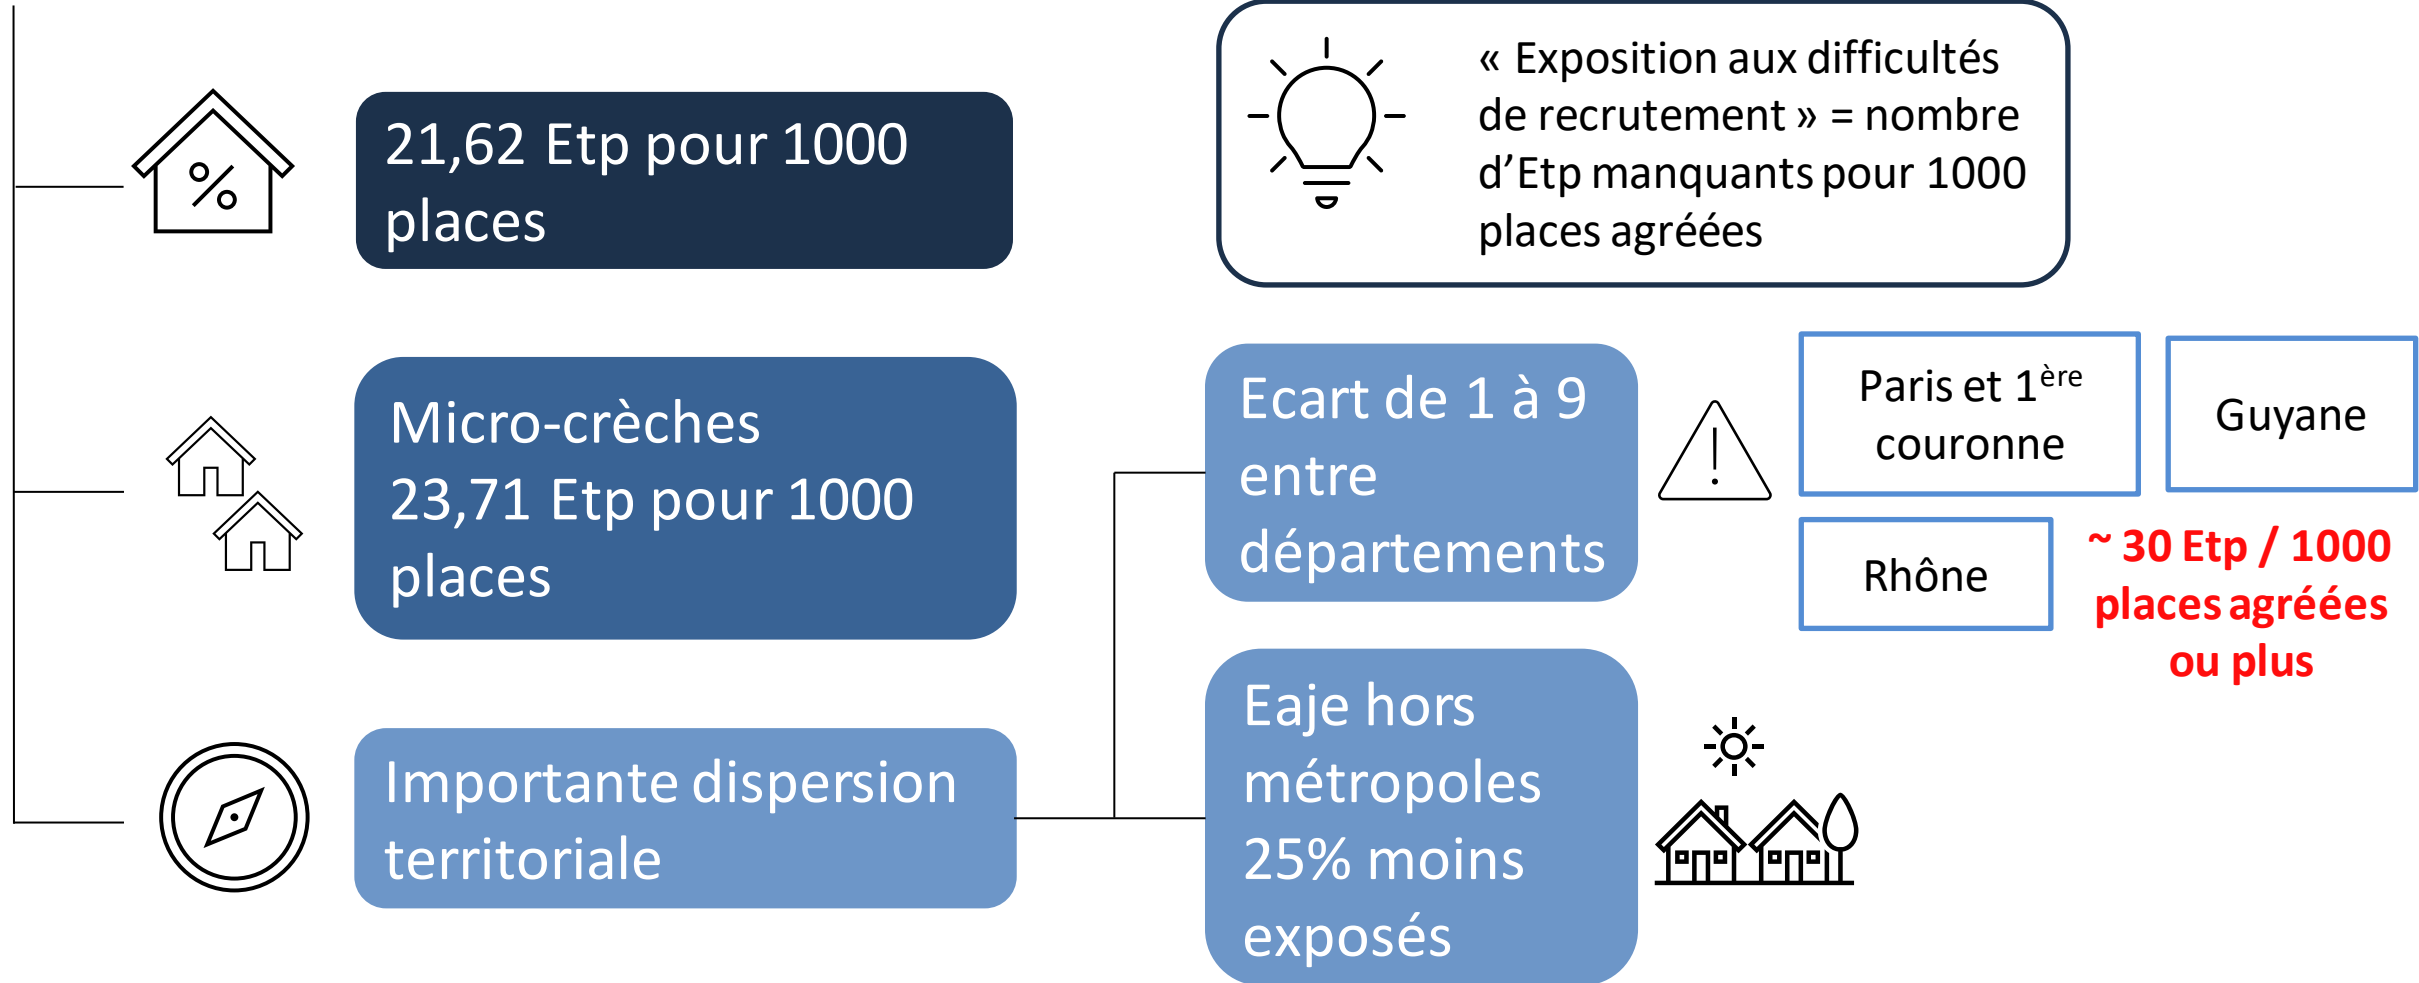 21,62 Etp pour 1000
places
« Exposition aux difficultés
de recrutement » = nombre
d’Etp manquants pour 1000
places agréées
Micro-crèches
23,71 Etp pour 1000
places
Ecart de 1 à 9
entre
départements
Paris et 1ère
couronne
Guyane
Rhône
~ 30 Etp / 1000
places agréées
ou plus
Importante dispersion
territoriale
Eaje hors
métropoles
25% moins
exposés